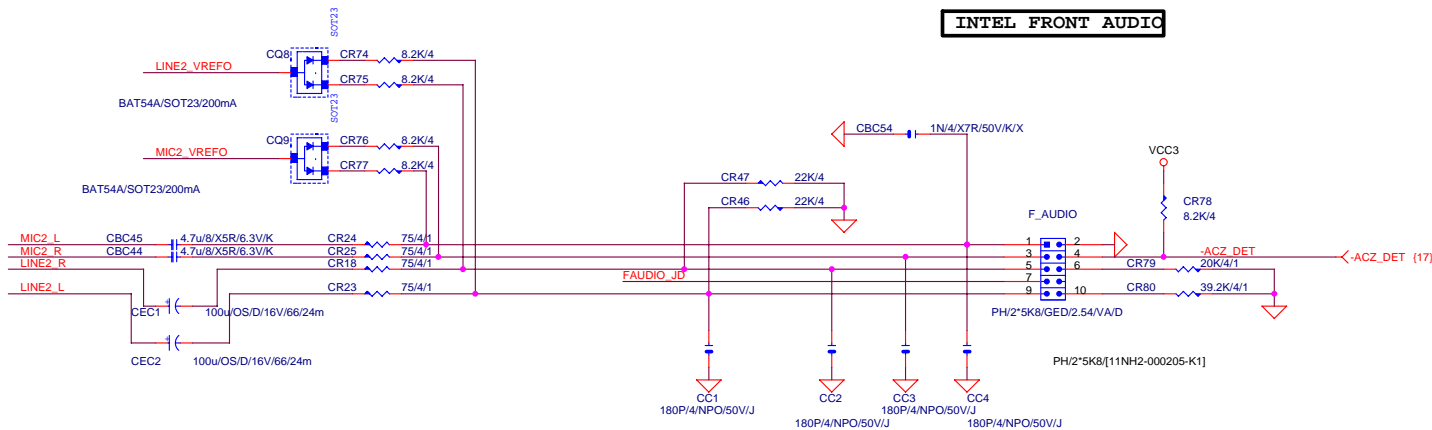 INTEL FRONT AUDIO
SOT23
CQ8
CR74 8.2K/4
LINE2_VREFO
CR75 8.2K/4
BAT54A/SOT23/200mA
SOT23
CQ9
CR76 8.2K/4
MIC2_VREFO
CR77 8.2K/4
BAT54A/SOT23/200mA
CBC54 1N/4/X7R/50V/K/X
VCC3
CR47 22K/4
CR46 22K/4
CR78
8.2K/4
F_AUDIO
MIC2_L CBC45 4.7u/8/X5R/6.3V/K CR24 75/4/1 1 2
MIC2_R CBC44 4.7u/8/X5R/6.3V/K CR25 75/4/1 3 4 -ACZ_DET -ACZ_DET {17}
LINE2_R CR18 75/4/1 5 6 CR79 20K/4/1
FAUDIO_JD 7
LINE2_L CR23 75/4/1 9 10 CR80 39.2K/4/1
CEC1 100u/OS/D/16V/66/24m
PH/2*5K8/GED/2.54/VA/D
CEC2 100u/OS/D/16V/66/24m
PH/2*5K8/[11NH2-000205-K1]
CC1 CC2 CC3 CC4
180P/4/NPO/50V/J 180P/4/NPO/50V/J
180P/4/NPO/50V/J 180P/4/NPO/50V/J